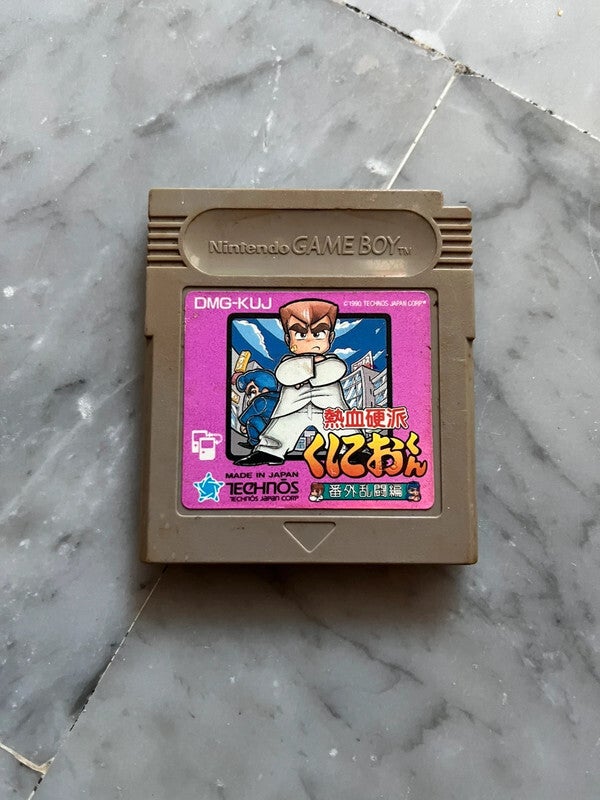 Nintendo GAME BOY TM
DMG-KUJ
©1990 TECHNOS JAPAN CORP
熱血硬派
くにおくん
番外乱闘編
MADE IN JAPAN
TECHNOS
TECHNOS JAPAN CORP